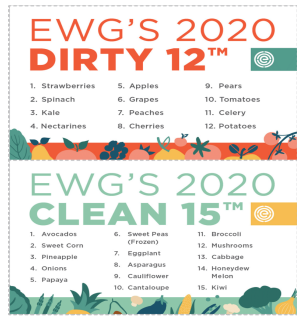 EWG'S 2020
DIRTY 12™
1. Strawberries
2. Spinach
3. Kale
4. Nectarines
5. Apples
6. Grapes
7. Peaches
8. Cherries
9. Pears
10. Tomatoes
11. Celery
12. Potatoes
EWG'S 2020
CLEAN 15™
1. Avocados
2. Sweet Corn
3. Pineapple
4. Onions
5. Papaya
6. Sweet Peas
(Frozen)
7. Eggplant
8. Asparagus
9. Cauliflower
10. Cantaloupe
11. Broccoli
12. Mushrooms
13. Cabbage
14. Honeydew
Melon
15. Kiwi